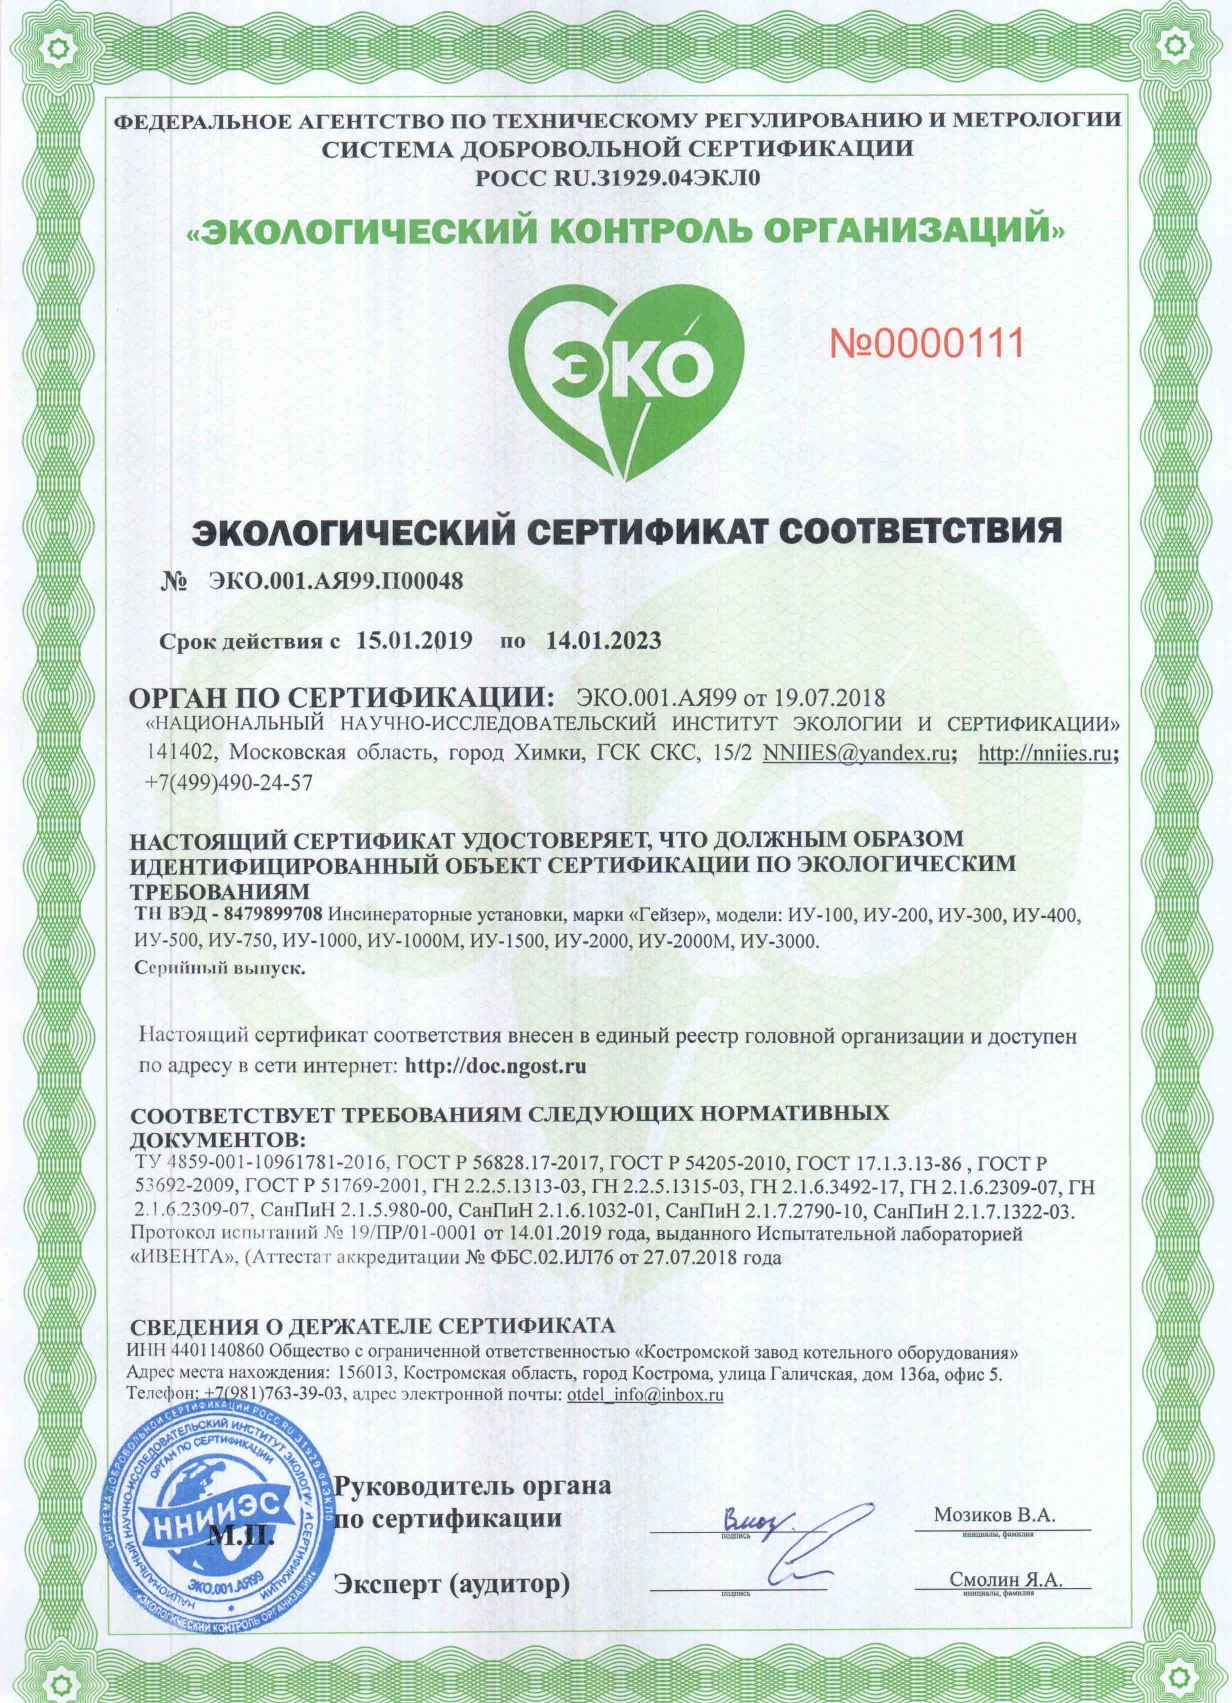 ФЕДЕРАЛЬНОЕ АГЕНТСТВО ПО ТЕХНИЧЕСКОМУ РЕГУЛИРОВАНИЮ И МЕТРОЛОГИИ
СИСТЕМА ДОБРОВОЛЬНОЙ СЕРТИФИКАЦИИ
РОСС RU.31929.04ЭКЛ0
«ЭКОЛОГИЧЕСКИЙ КОНТРОЛЬ ОРГАНИЗАЦИЙ»
ЭКО
№0000111
ЭКОЛОГИЧЕСКИЙ СЕРТИФИКАТ СООТВЕТСТВИЯ
№ ЭКО.001.АЯ99.П00048
Срок действия с 15.01.2019 по 14.01.2023
ОРГАН ПО СЕРТИФИКАЦИИ: ЭКО.001.АЯ99 от 19.07.2018
«НАЦИОНАЛЬНЫЙ НАУЧНО-ИССЛЕДОВАТЕЛЬСКИЙ ИНСТИТУТ ЭКОЛОГИИ И СЕРТИФИКАЦИИ»
141402, Московская область, город Химки, ГСК СКС, 15/2 NNIIES@yandex.ru; http://nniies.ru;
+7(499)490-24-57
НАСТОЯЩИЙ СЕРТИФИКАТ УДОСТОВЕРЯЕТ, ЧТО ДОЛЖНЫМ ОБРАЗОМ
ИДЕНТИФИЦИРОВАННЫЙ ОБЪЕКТ СЕРТИФИКАЦИИ ПО ЭКОЛОГИЧЕСКИМ
ТРЕБОВАНИЯМ
ТН ВЭД - 8479899708 Инсинераторные установки, марки «Гейзер», модели: ИУ-100, ИУ-200, ИУ-300, ИУ-400,
ИУ-500, ИУ-750, ИУ-1000, ИУ-1000М, ИУ-1500, ИУ-2000, ИУ-2000М, ИУ-3000.
Серийный выпуск.
Настоящий сертификат соответствия внесен в единый реестр головной организации и доступен
по адресу в сети интернет: http://doc.ngost.ru
СООТВЕТСТВУЕТ ТРЕБОВАНИЯМ СЛЕДУЮЩИХ НОРМАТИВНЫХ
ДОКУМЕНТОВ:
ТУ 4859-001-10961781-2016, ГОСТ Р 56828.17-2017, ГОСТ Р 54205-2010, ГОСТ 17.1.3.13-86 , ГОСТ Р
53692-2009, ГОСТ Р 51769-2001, ГН 2.2.5.1313-03, ГН 2.2.5.1315-03, ГН 2.1.6.3492-17, ГН 2.1.6.2309-07, ГН
2.1.6.2309-07, СанПиН 2.1.5.980-00, СанПиН 2.1.6.1032-01, СанПиН 2.1.7.2790-10, СанПиН 2.1.7.1322-03.
Протокол испытаний № 19/ПР/01-0001 от 14.01.2019 года, выданного Испытательной лабораторией
«ИВЕНТА», (Аттестат аккредитации № ФБС.02.ИЛ76 от 27.07.2018 года
СВЕДЕНИЯ О ДЕРЖАТЕЛЕ СЕРТИФИКАТА
ИНН 4401140860 Общество с ограниченной ответственностью «Костромской завод котельного оборудования»
Адрес места нахождения: 156013, Костромская область, город Кострома, улица Галичская, дом 136а, офис 5.
Телефон: +7(981)763-39-03, адрес электронной почты: otdel_info@inbox.ru
СИСТЕМА ДОБРОВОЛЬНОЙ СЕРТИФИКАЦИИ РОСС RU.31929.04ЭКЛ0
«ЭКОЛОГИЧЕСКИЙ КОНТРОЛЬ ОРГАНИЗАЦИЙ»
НАЦИОНАЛЬНЫЙ НАУЧНО-ИССЛЕДОВАТЕЛЬСКИЙ ИНСТИТУТ ЭКОЛОГИИ И СЕРТИФИКАЦИИ
ОРГАН ПО СЕРТИФИКАЦИИ
ННИИЭС
ЭКО.001.АЯ99
М.П.
Руководитель органа
по сертификации
подпись
Мозиков В.А.
инициалы, фамилия
Эксперт (аудитор)
подпись
Смолин Я.А.
инициалы, фамилия